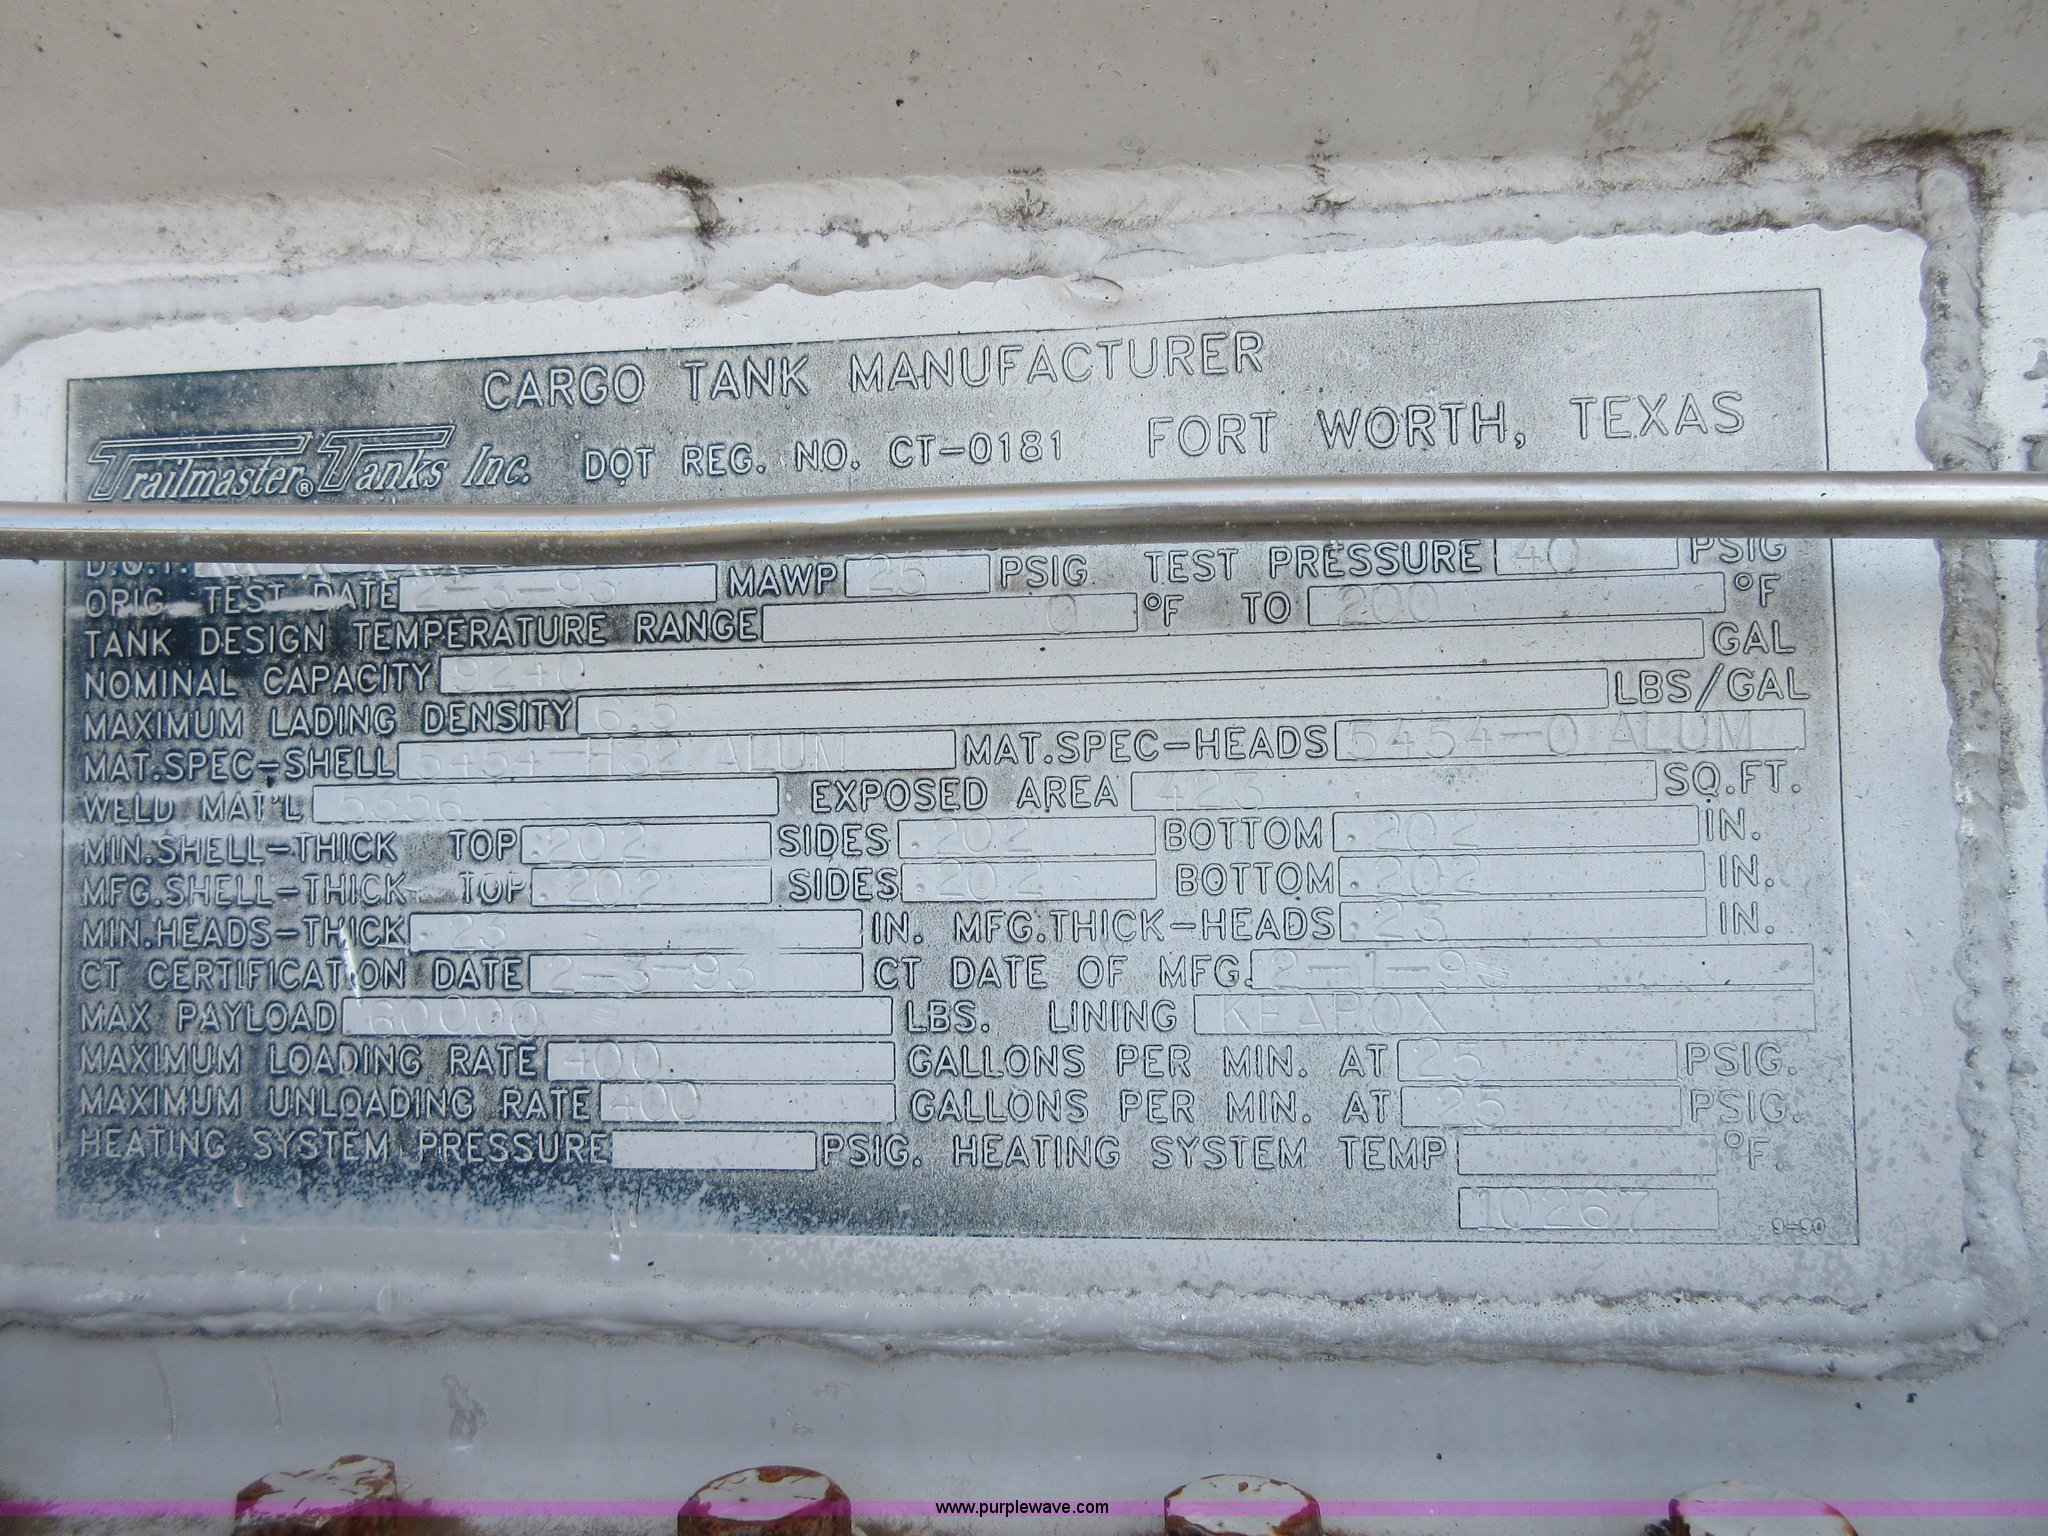 CARGO TANK MANUFACTURER
Trailmaster® Tanks Inc. DOT REG. NO. CT-0181 FORT WORTH, TEXAS
D.O.T.
ORIG. TEST DATE 2-3-93 MAWP 25 PSIG TEST PRESSURE 40 PSIG
TANK DESIGN TEMPERATURE RANGE 0 °F TO 200 °F
NOMINAL CAPACITY 9240 GAL
MAXIMUM LADING DENSITY 6.5 LBS/GAL
MAT.SPEC-SHELL 5454-H32 ALUM MAT.SPEC-HEADS 5454-0 ALUM
WELD MAT'L 5356 EXPOSED AREA 423 SQ.FT.
MIN.SHELL-THICK TOP .202 SIDES .202 BOTTOM .202 IN.
MFG.SHELL-THICK TOP .202 SIDES .202 BOTTOM .202 IN.
MIN.HEADS-THICK .23 IN. MFG.THICK-HEADS .23 IN.
CT CERTIFICATION DATE 2-3-93 CT DATE OF MFG. 2-1-93
MAX PAYLOAD 60000 LBS. LINING KEAPOX
MAXIMUM LOADING RATE 400 GALLONS PER MIN. AT 25 PSIG.
MAXIMUM UNLOADING RATE 400 GALLONS PER MIN. AT 25 PSIG.
HEATING SYSTEM PRESSURE PSIG. HEATING SYSTEM TEMP °F.
10267
9-90
www.purplewave.com